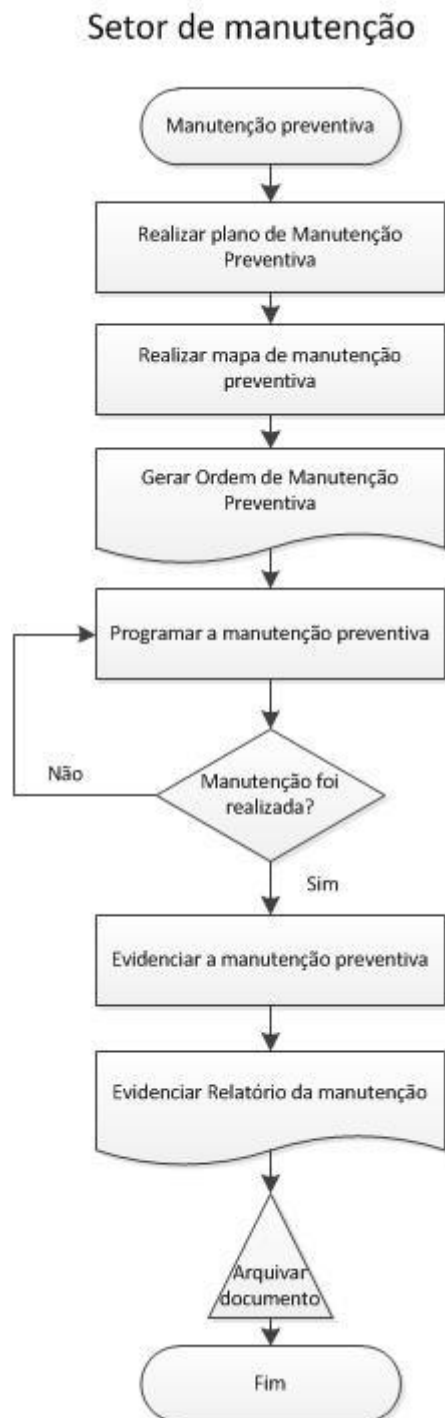 Setor de manutenção
Manutenção preventiva
Realizar plano de Manutenção
Preventiva
Realizar mapa de manutenção
preventiva
Gerar Ordem de Manutenção
Preventiva
Programar a manutenção preventiva
Não
Manutenção foi
realizada?
Sim
Evidenciar a manutenção preventiva
Evidenciar Relatório da manutenção
Arquivar
documento
Fim